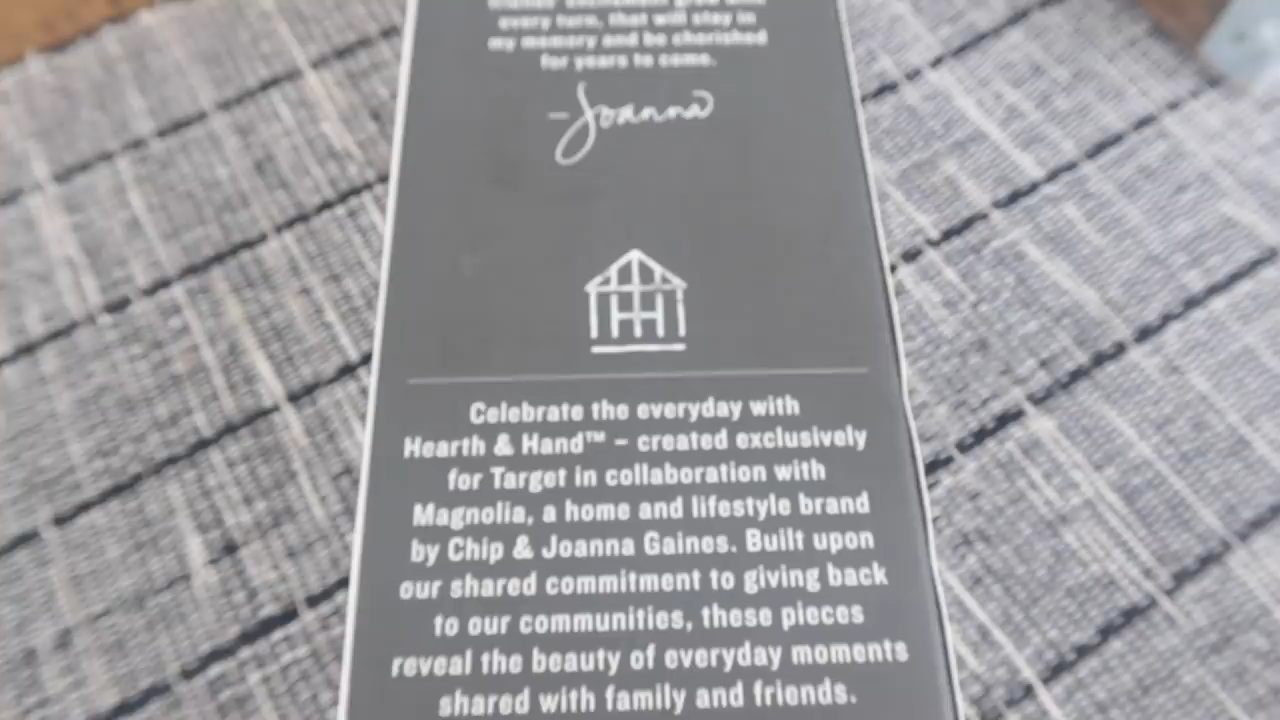 every turn, that will stay in
my memory and be cherished
for years to come.
-Joanna
Celebrate the everyday with
Hearth & Hand™ – created exclusively
for Target in collaboration with
Magnolia, a home and lifestyle brand
by Chip & Joanna Gaines. Built upon
our shared commitment to giving back
to our communities, these pieces
reveal the beauty of everyday moments
shared with family and friends.